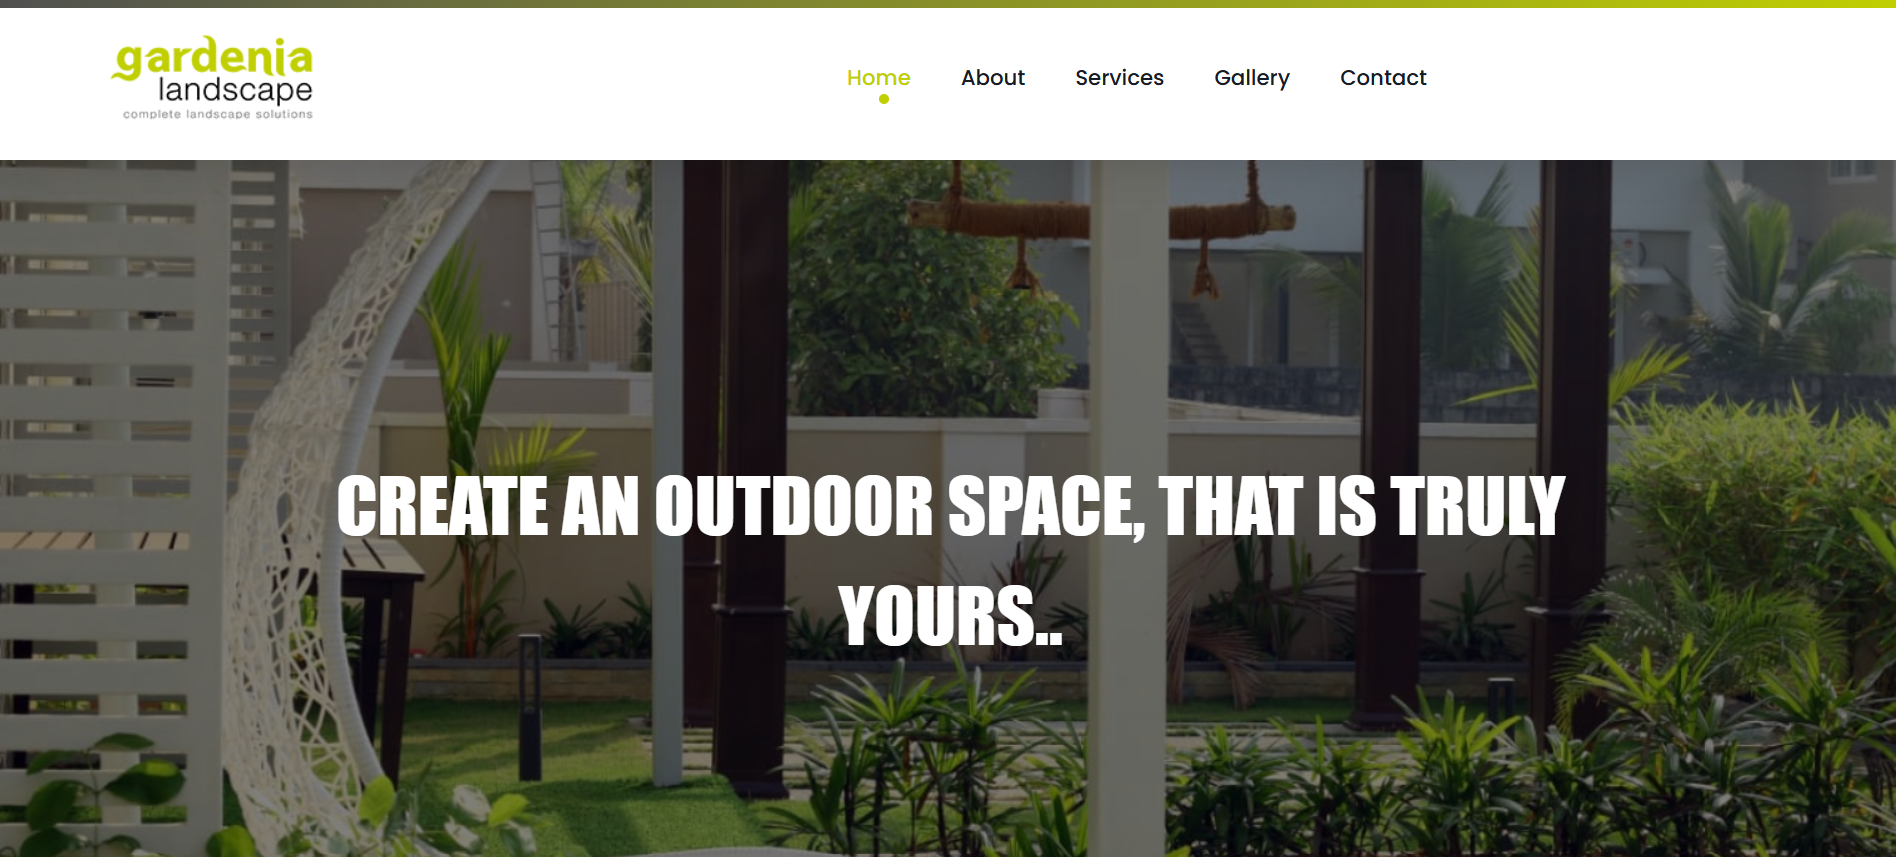 gardenia
landscape
complete landscape solutions
Home About Services Gallery Contact
CREATE AN OUTDOOR SPACE, THAT IS TRULY
YOURS..